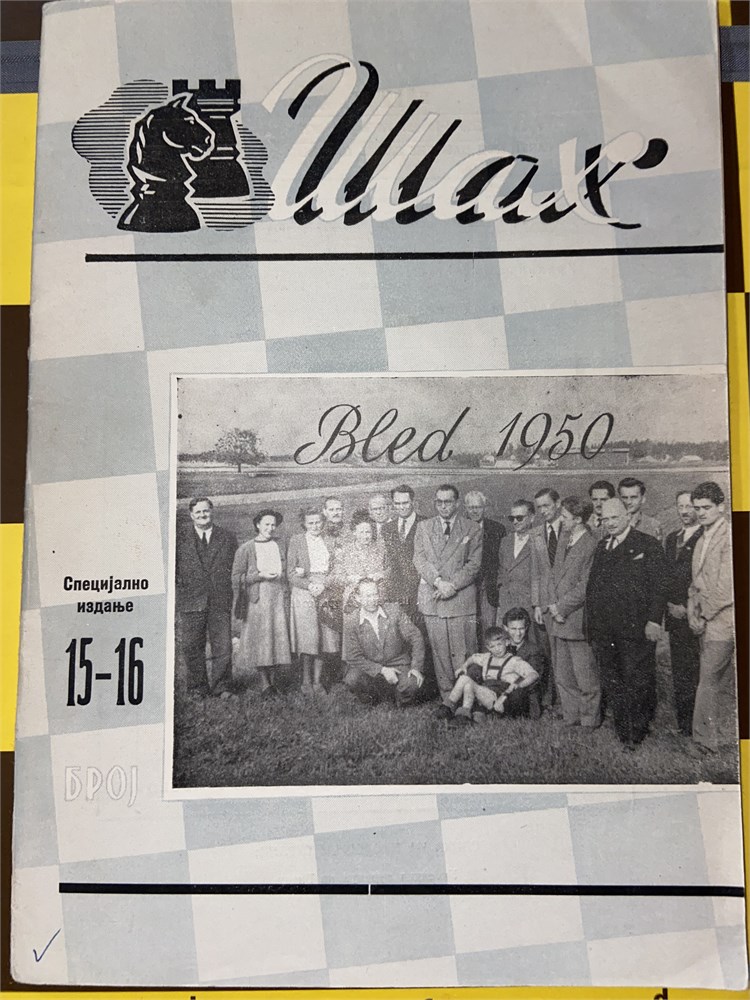 Шах
Bled 1950
Специјално
издање
15-16
БРОЈ